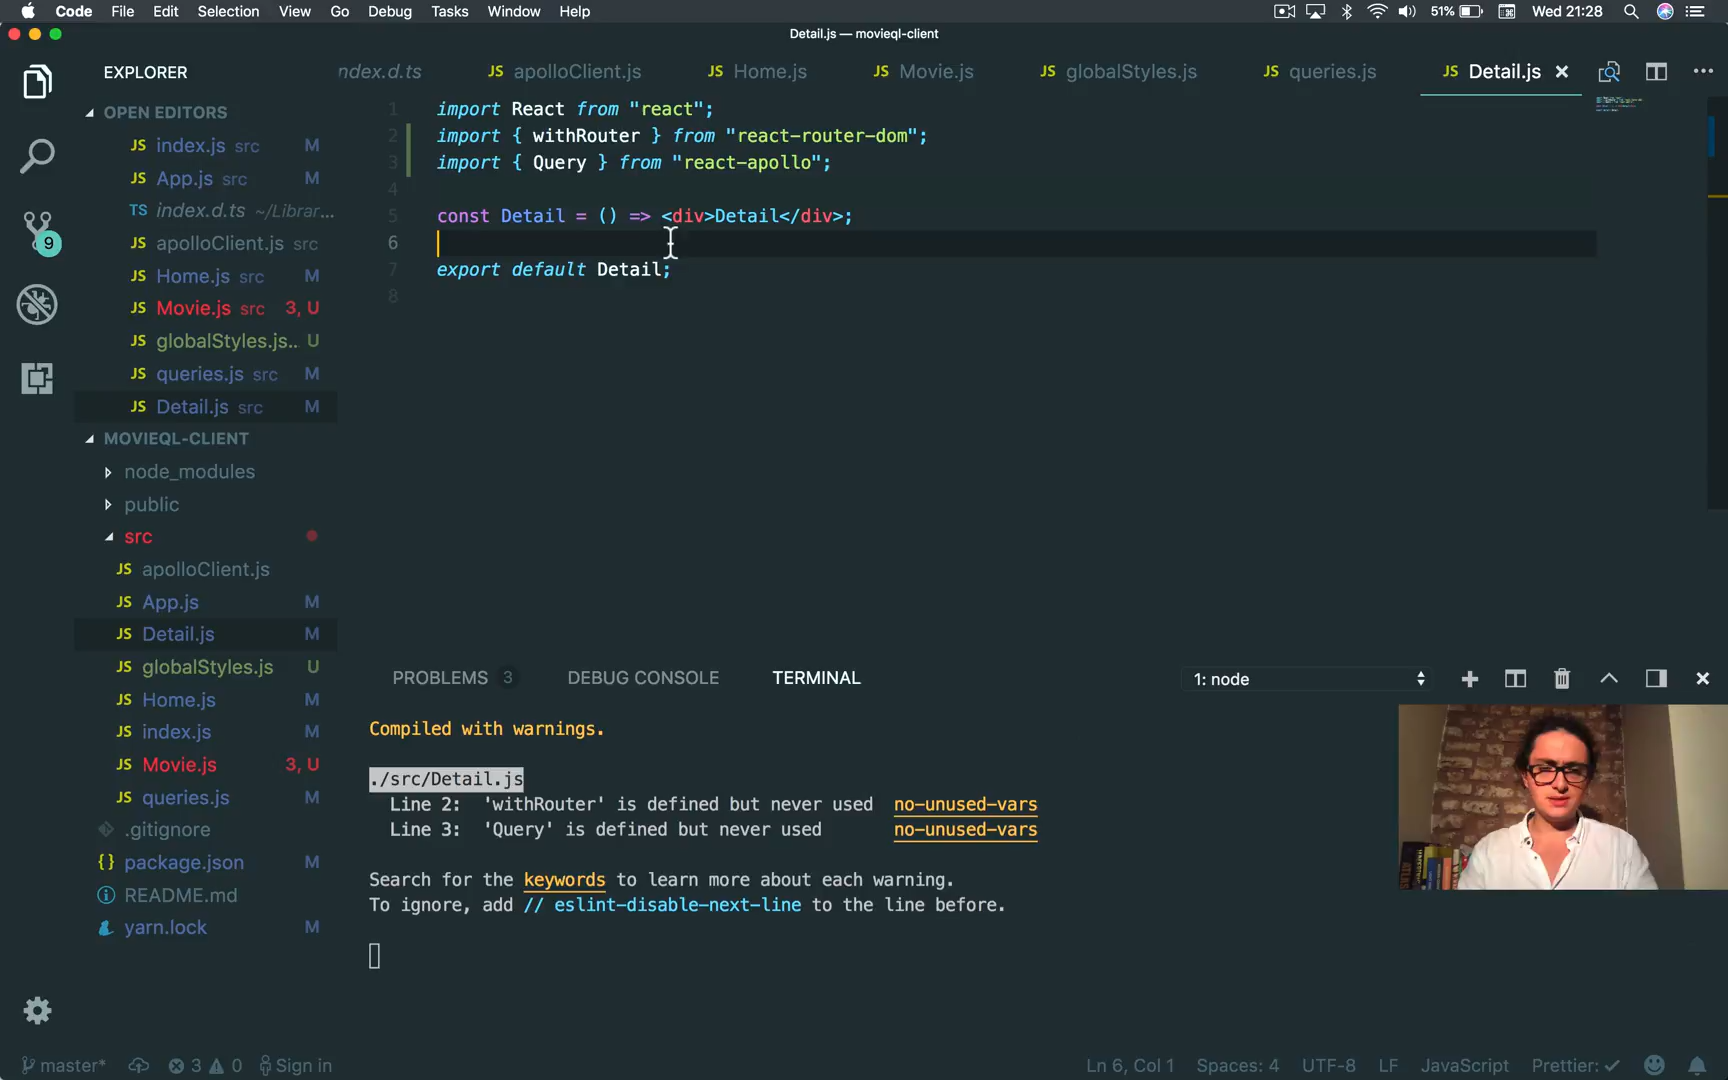 Code File Edit Selection View Go Debug Tasks Window Help 51% Wed 21:28
Detail.js — movieql-client
EXPLORER
OPEN EDITORS
JS index.js src M
JS App.js src M
TS index.d.ts ~/Librar...
JS apolloClient.js src
JS Home.js src M
JS Movie.js src 3, U
JS globalStyles.js.. U
JS queries.js src M
JS Detail.js src M
MOVIEQL-CLIENT
node_modules
public
src
JS apolloClient.js
JS App.js M
JS Detail.js M
JS globalStyles.js U
JS Home.js M
JS index.js M
JS Movie.js 3, U
JS queries.js M
.gitignore
{} package.json M
README.md
yarn.lock M
ndex.d.ts JS apolloClient.js JS Home.js JS Movie.js JS globalStyles.js JS queries.js JS Detail.js
1 import React from "react";
2 import { withRouter } from "react-router-dom";
3 import { Query } from "react-apollo";
4
5 const Detail = () => <div>Detail</div>;
6
7 export default Detail;
8
PROBLEMS 3 DEBUG CONSOLE TERMINAL 1: node
Compiled with warnings.
./src/Detail.js
Line 2: 'withRouter' is defined but never used no-unused-vars
Line 3: 'Query' is defined but never used no-unused-vars
Search for the keywords to learn more about each warning.
To ignore, add // eslint-disable-next-line to the line before.
9
master* 3 0 Sign in Ln 6, Col 1 Spaces: 4 UTF-8 LF JavaScript Prettier: ✓